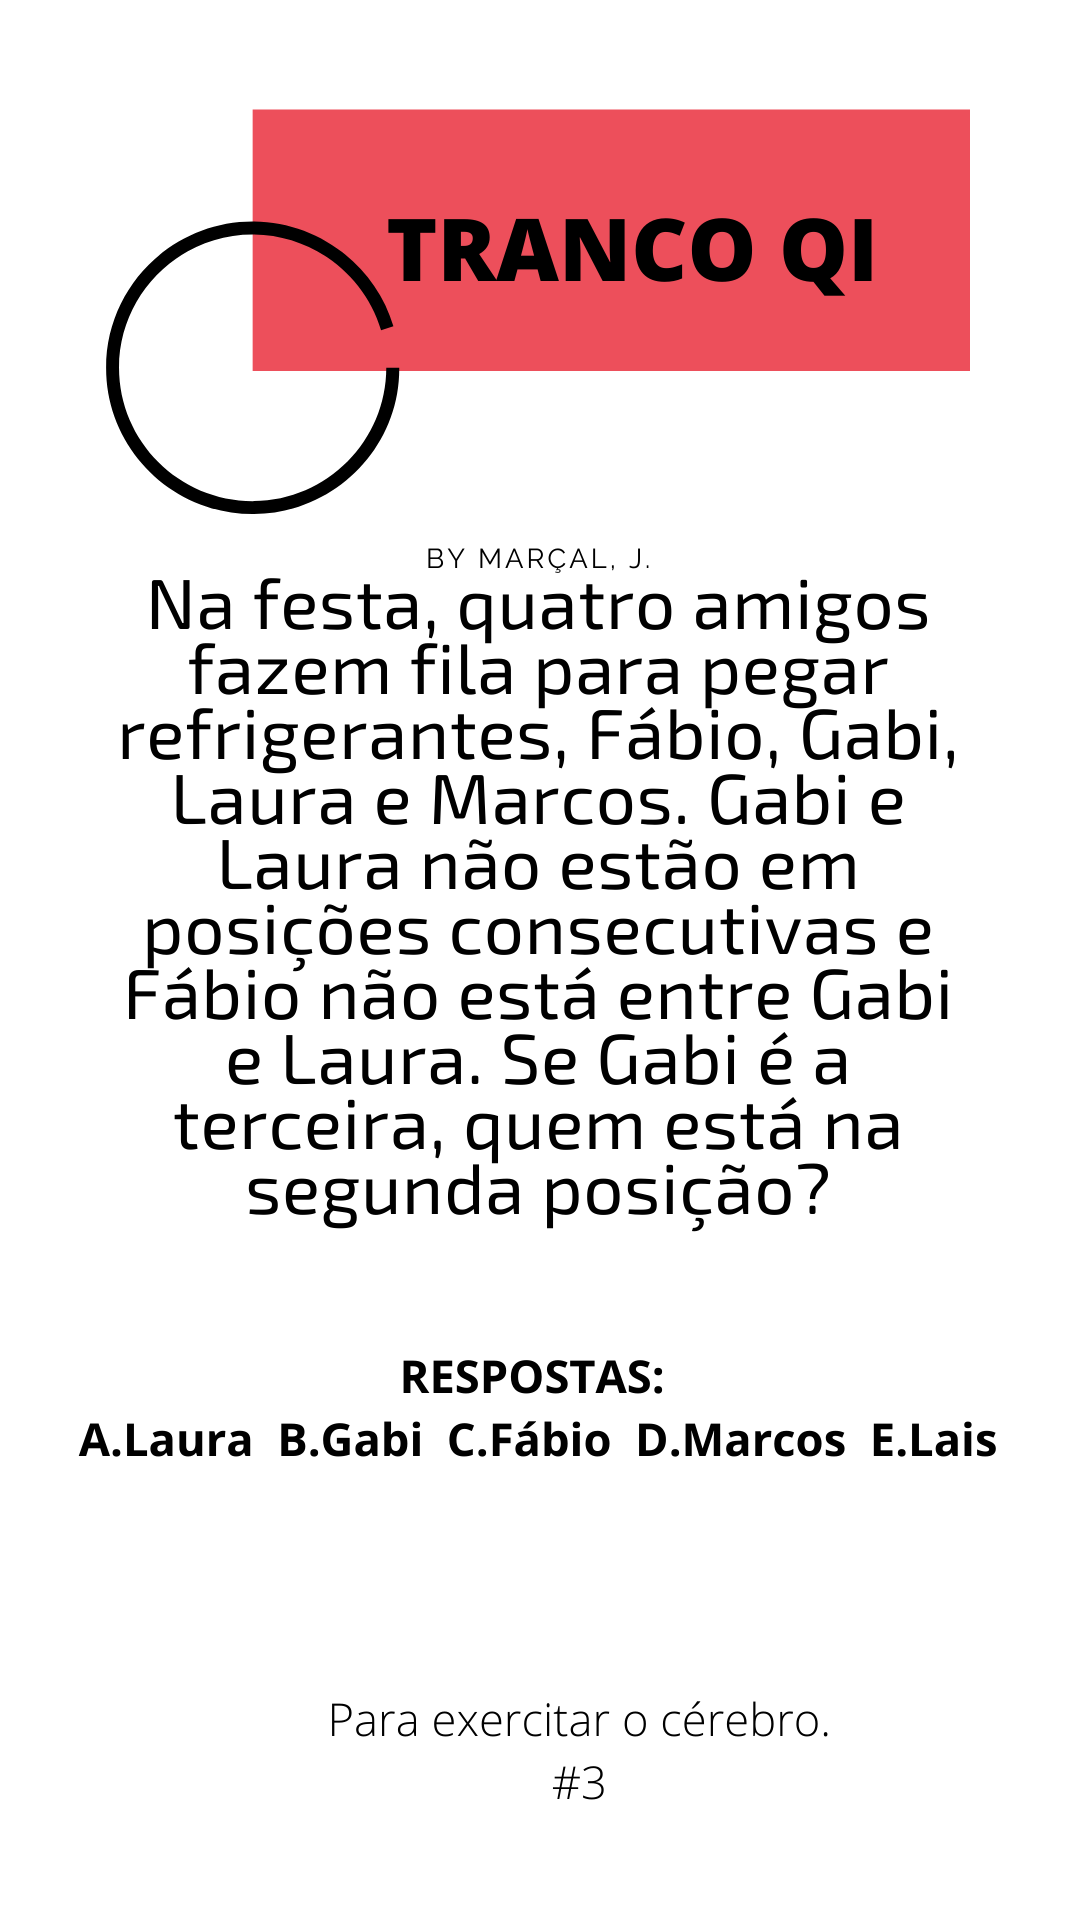 TRANCO QI
BY MARÇAL, J.
Na festa, quatro amigos
fazem fila para pegar
refrigerantes, Fábio, Gabi,
Laura e Marcos. Gabi e
Laura não estão em
posições consecutivas e
Fábio não está entre Gabi
e Laura. Se Gabi é a
terceira, quem está na
segunda posição?
RESPOSTAS:
A.Laura B.Gabi C.Fábio D.Marcos E.Lais
Para exercitar o cérebro.
#3